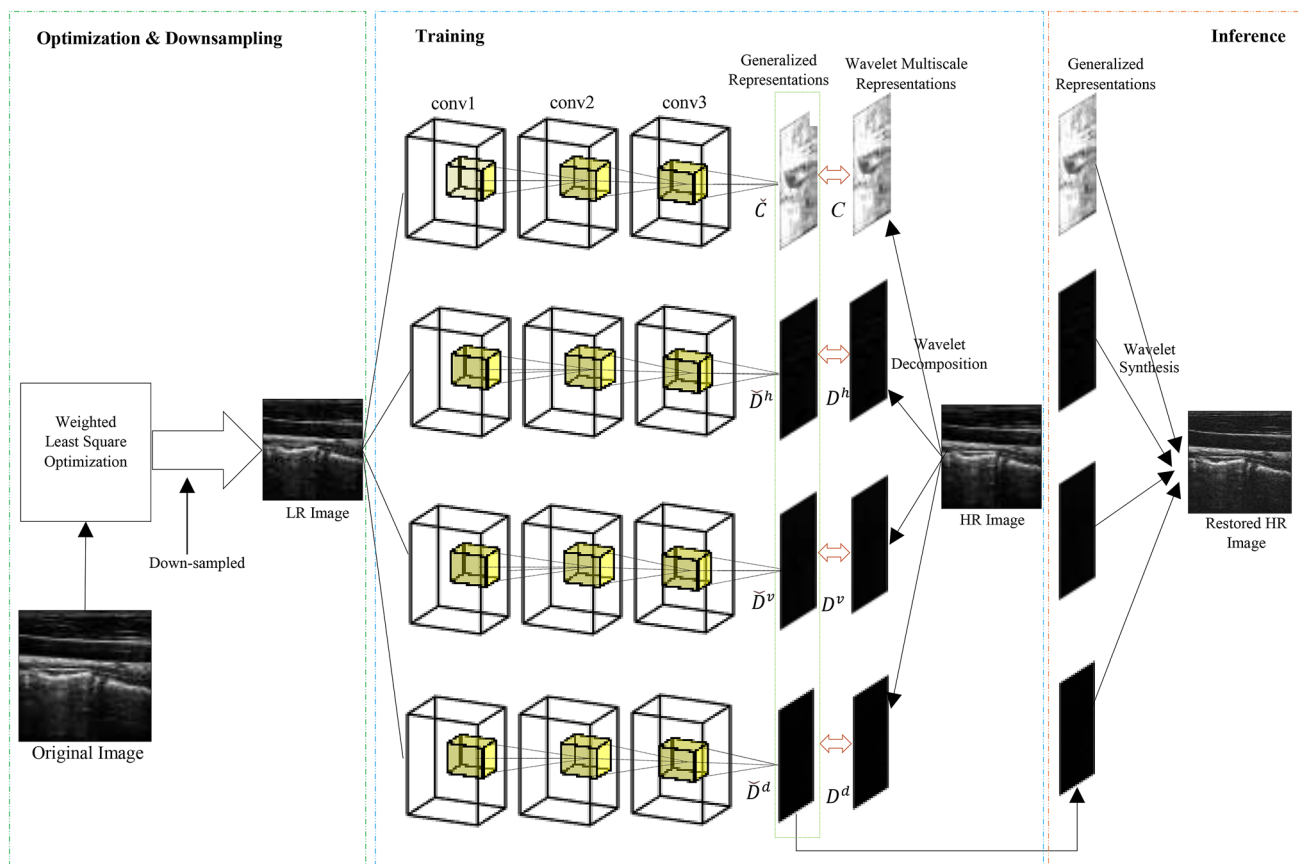 Optimization & Downsampling
Training
Inference
Generalized
Representations
Wavelet Multiscale
Representations
Generalized
Representations
conv1
conv2
conv3
Č
C
Wavelet
Decomposition
Wavelet
Synthesis
D̆ʰ
Dʰ
Weighted
Least Square
Optimization
LR Image
HR Image
Restored HR
Image
Down-sampled
D̆ᵛ
Dᵛ
Original Image
D̆ᵈ
Dᵈ